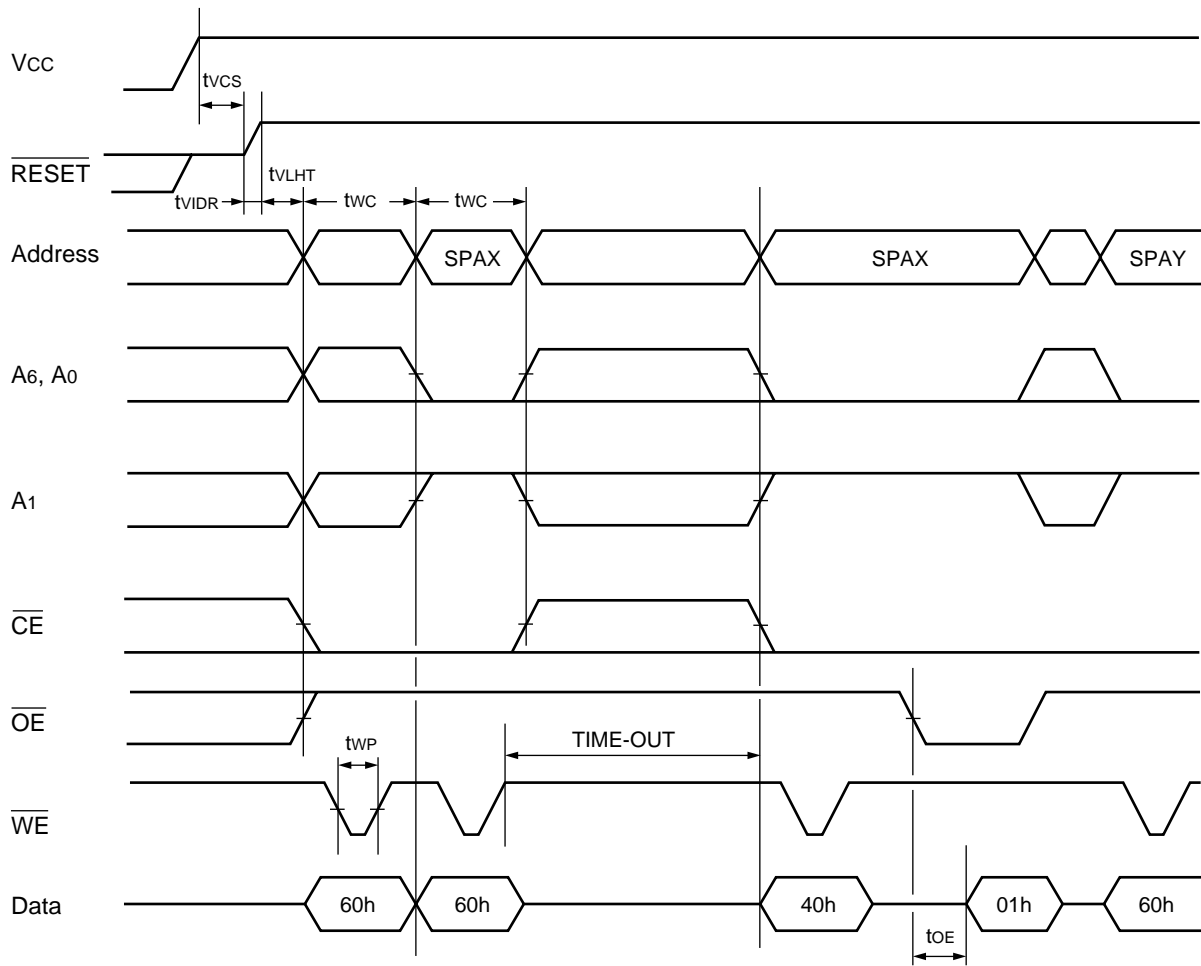 VCC
tVCS
RESET
tVLHT
tVIDR
tWC
tWC
Address
SPAX
SPAX
SPAY
A6, A0
A1
CE
OE
TIME-OUT
tWP
WE
Data
60h
60h
40h
01h
60h
tOE